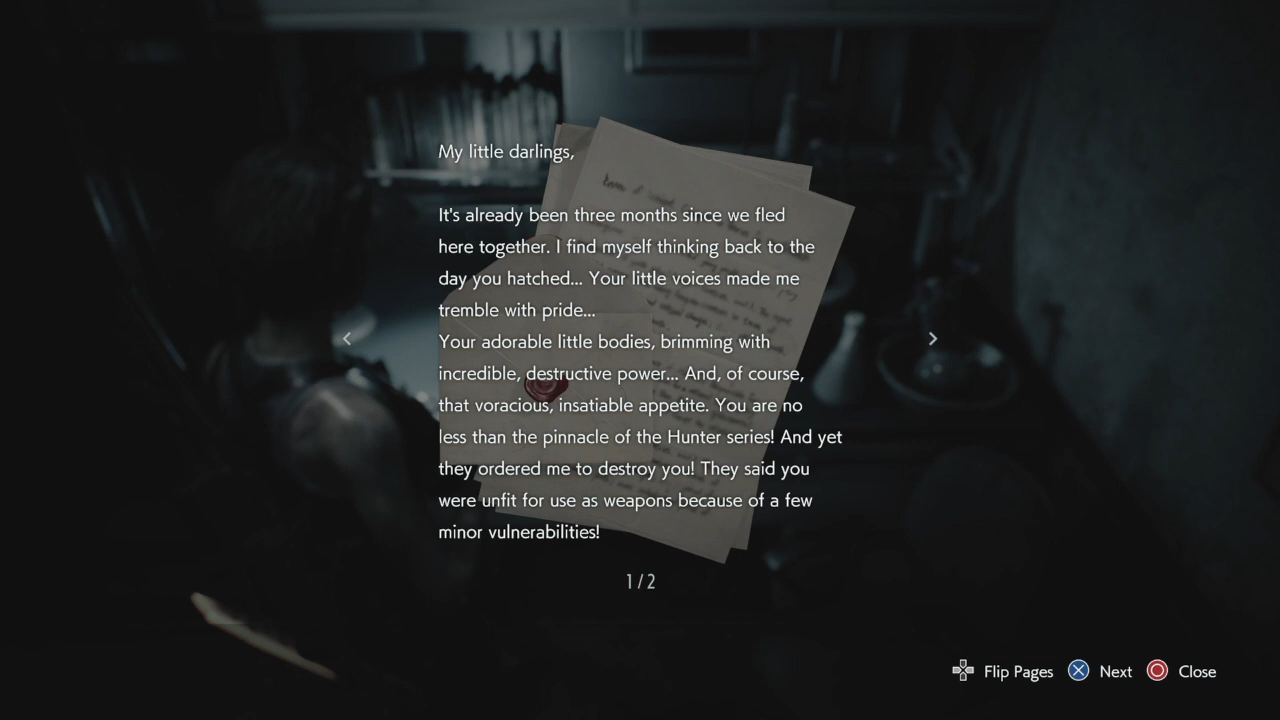 My little darlings,
It's already been three months since we fled
here together. I find myself thinking back to the
day you hatched... Your little voices made me
tremble with pride...
Your adorable little bodies, brimming with
incredible, destructive power... And, of course,
that voracious, insatiable appetite. You are no
less than the pinnacle of the Hunter series! And yet
they ordered me to destroy you! They said you
were unfit for use as weapons because of a few
minor vulnerabilities!
1 / 2
Flip Pages Next Close